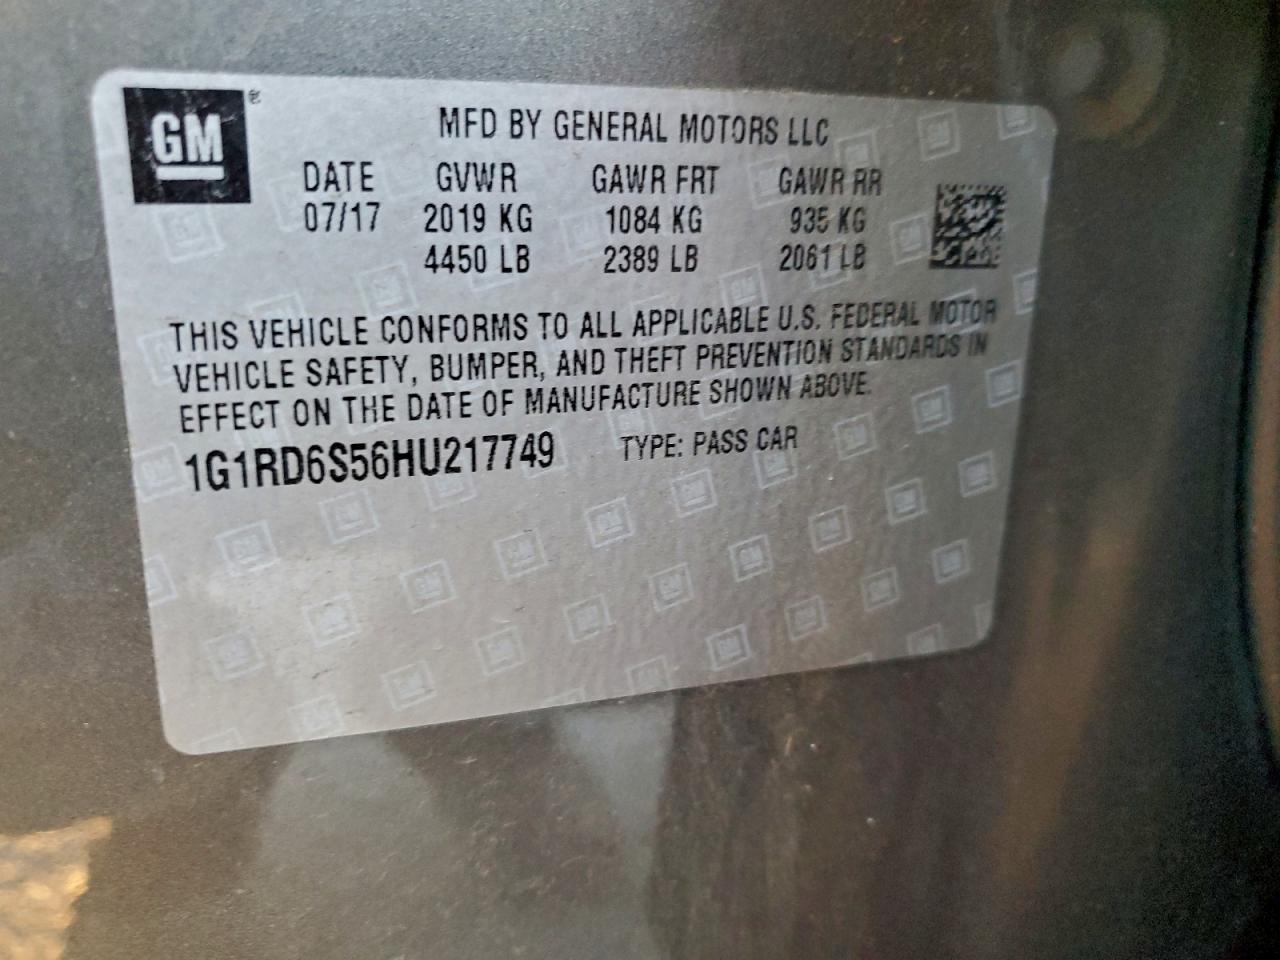 GM®
MFD BY GENERAL MOTORS LLC
DATE GVWR GAWR FRT GAWR RR
07/17 2019 KG 1084 KG 935 KG
4450 LB 2389 LB 2061 LB
THIS VEHICLE CONFORMS TO ALL APPLICABLE U.S. FEDERAL MOTOR
VEHICLE SAFETY, BUMPER, AND THEFT PREVENTION STANDARDS IN
EFFECT ON THE DATE OF MANUFACTURE SHOWN ABOVE.
1G1RD6S56HU217749 TYPE: PASS CAR